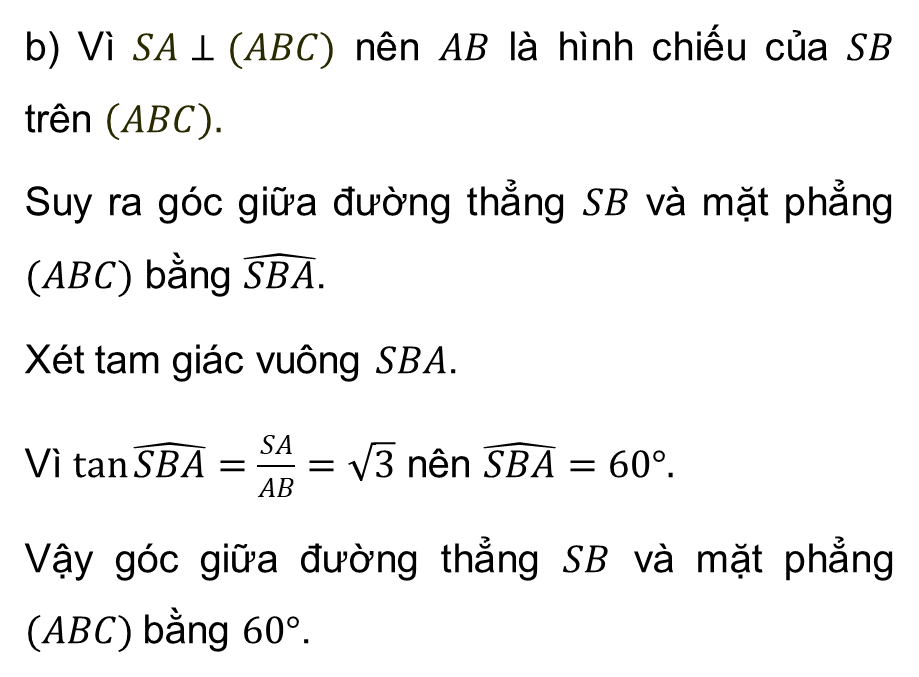 b) Vì 𝑆𝐴 ⊥ (𝐴𝐵𝐶) nên 𝐴𝐵 là hình chiếu của 𝑆𝐵
trên (𝐴𝐵𝐶).
Suy ra góc giữa đường thẳng 𝑆𝐵 và mặt phẳng
(𝐴𝐵𝐶) bằng $\widehat{SBA}$.
Xét tam giác vuông 𝑆𝐵𝐴.
Vì $\tan\widehat{SBA} = \frac{SA}{AB} = \sqrt{3}$ nên $\widehat{SBA} = 60°$.
Vậy góc giữa đường thẳng 𝑆𝐵 và mặt phẳng
(𝐴𝐵𝐶) bằng 60°.